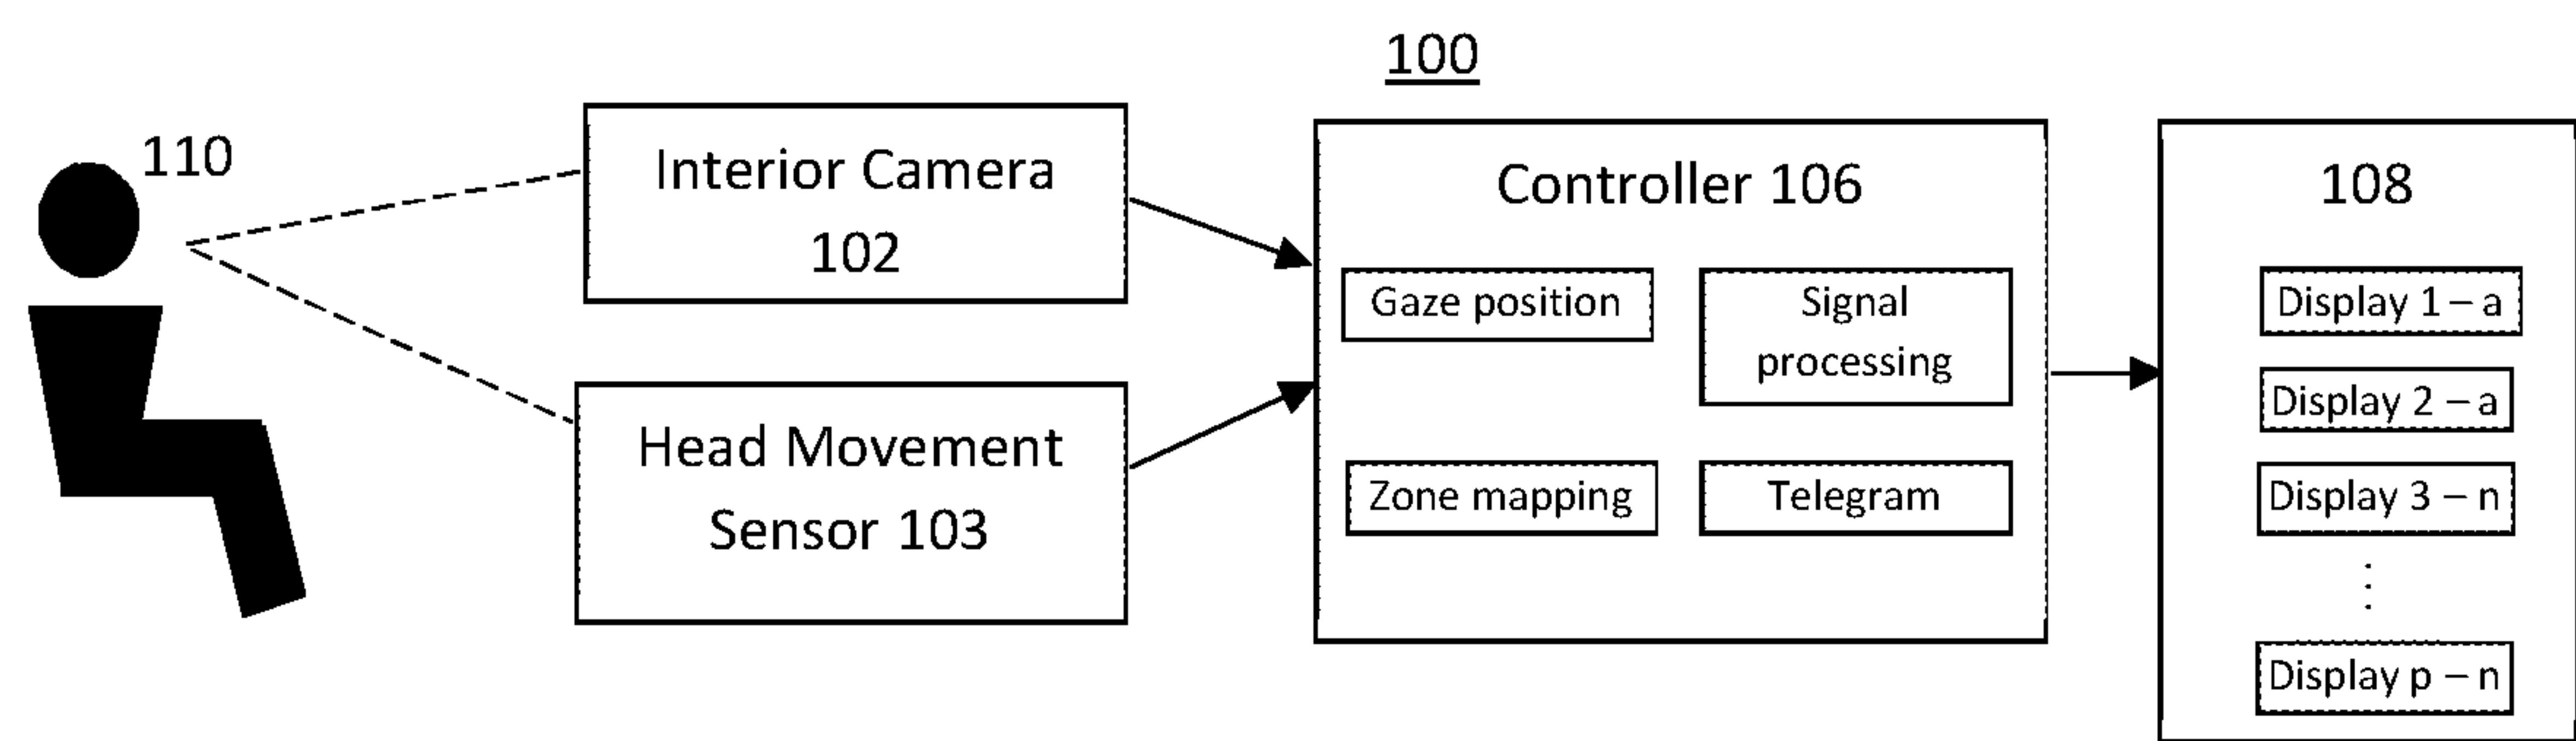 100
110
Interior Camera
102
Head Movement
Sensor 103
Controller 106
Gaze position
Signal
processing
Zone mapping
Telegram
108
Display 1 – a
Display 2 – a
Display 3 – n
Display p – n